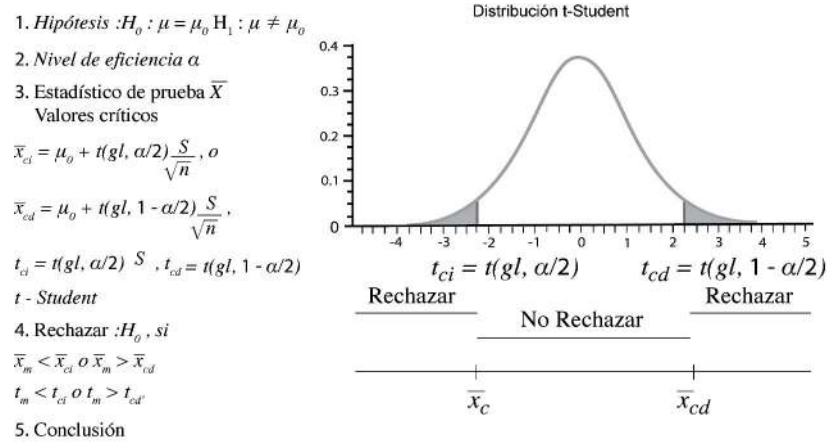 1. Hipótesis :H₀ : μ = μ₀ H₁ : μ ≠ μ₀
2. Nivel de eficiencia α
3. Estadístico de prueba X̅
Valores críticos
x̅ci = μ₀ + t(gl, α/2) S/√n , o
x̅cd = μ₀ + t(gl, 1 - α/2) S/√n ,
tci = t(gl, α/2) S , tcd = t(gl, 1 - α/2)
t - Student
4. Rechazar :H₀ , si
x̅m < x̅ci o x̅m > x̅cd
tm < tci o tm > tcd.
5. Conclusión
Distribución t-Student
0.4
0.3
0.2
0.1
0
-4 -3 -2 -1 0 1 2 3 4 5
tci = t(gl, α/2) tcd = t(gl, 1 - α/2)
Rechazar No Rechazar Rechazar
x̅c x̅cd